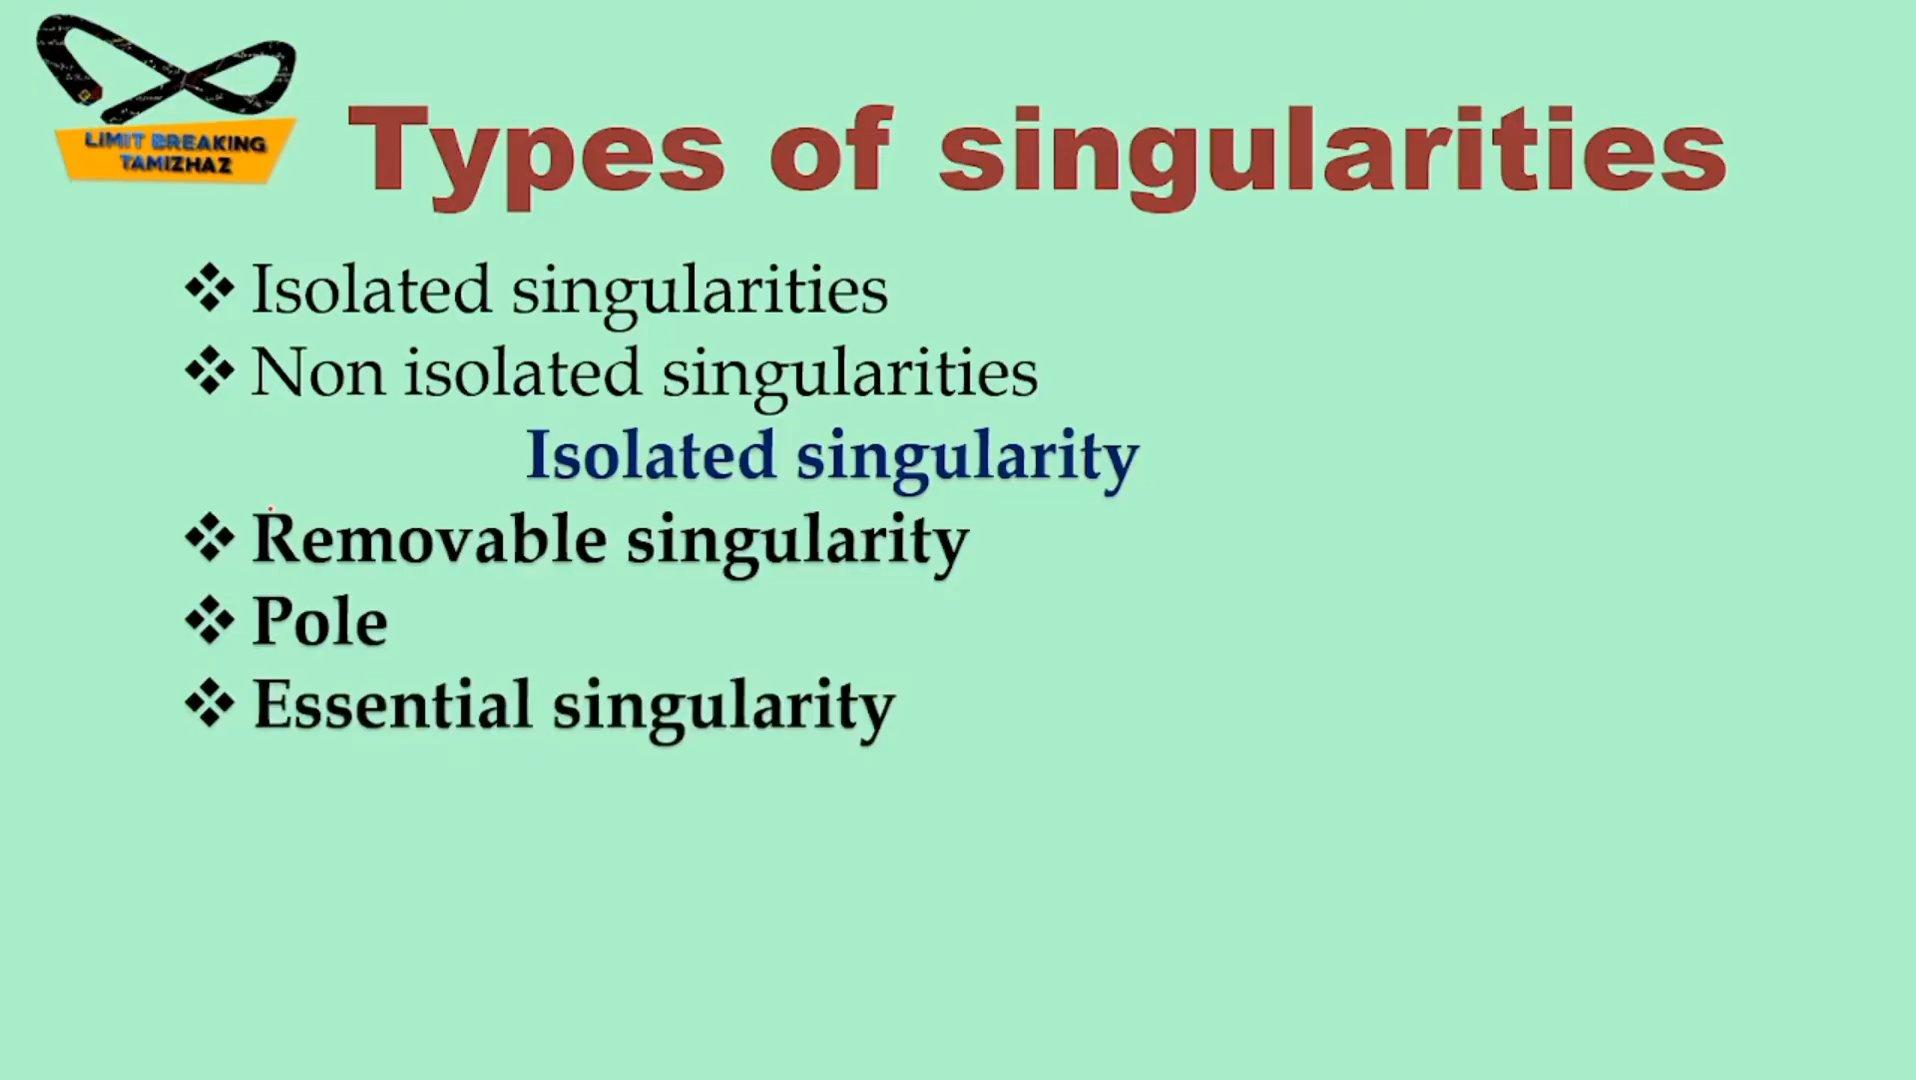 LIMIT BREAKING
TAMIZHAZ
Types of singularities
❖ Isolated singularities
❖ Non isolated singularities
Isolated singularity
❖ Removable singularity
❖ Pole
❖ Essential singularity